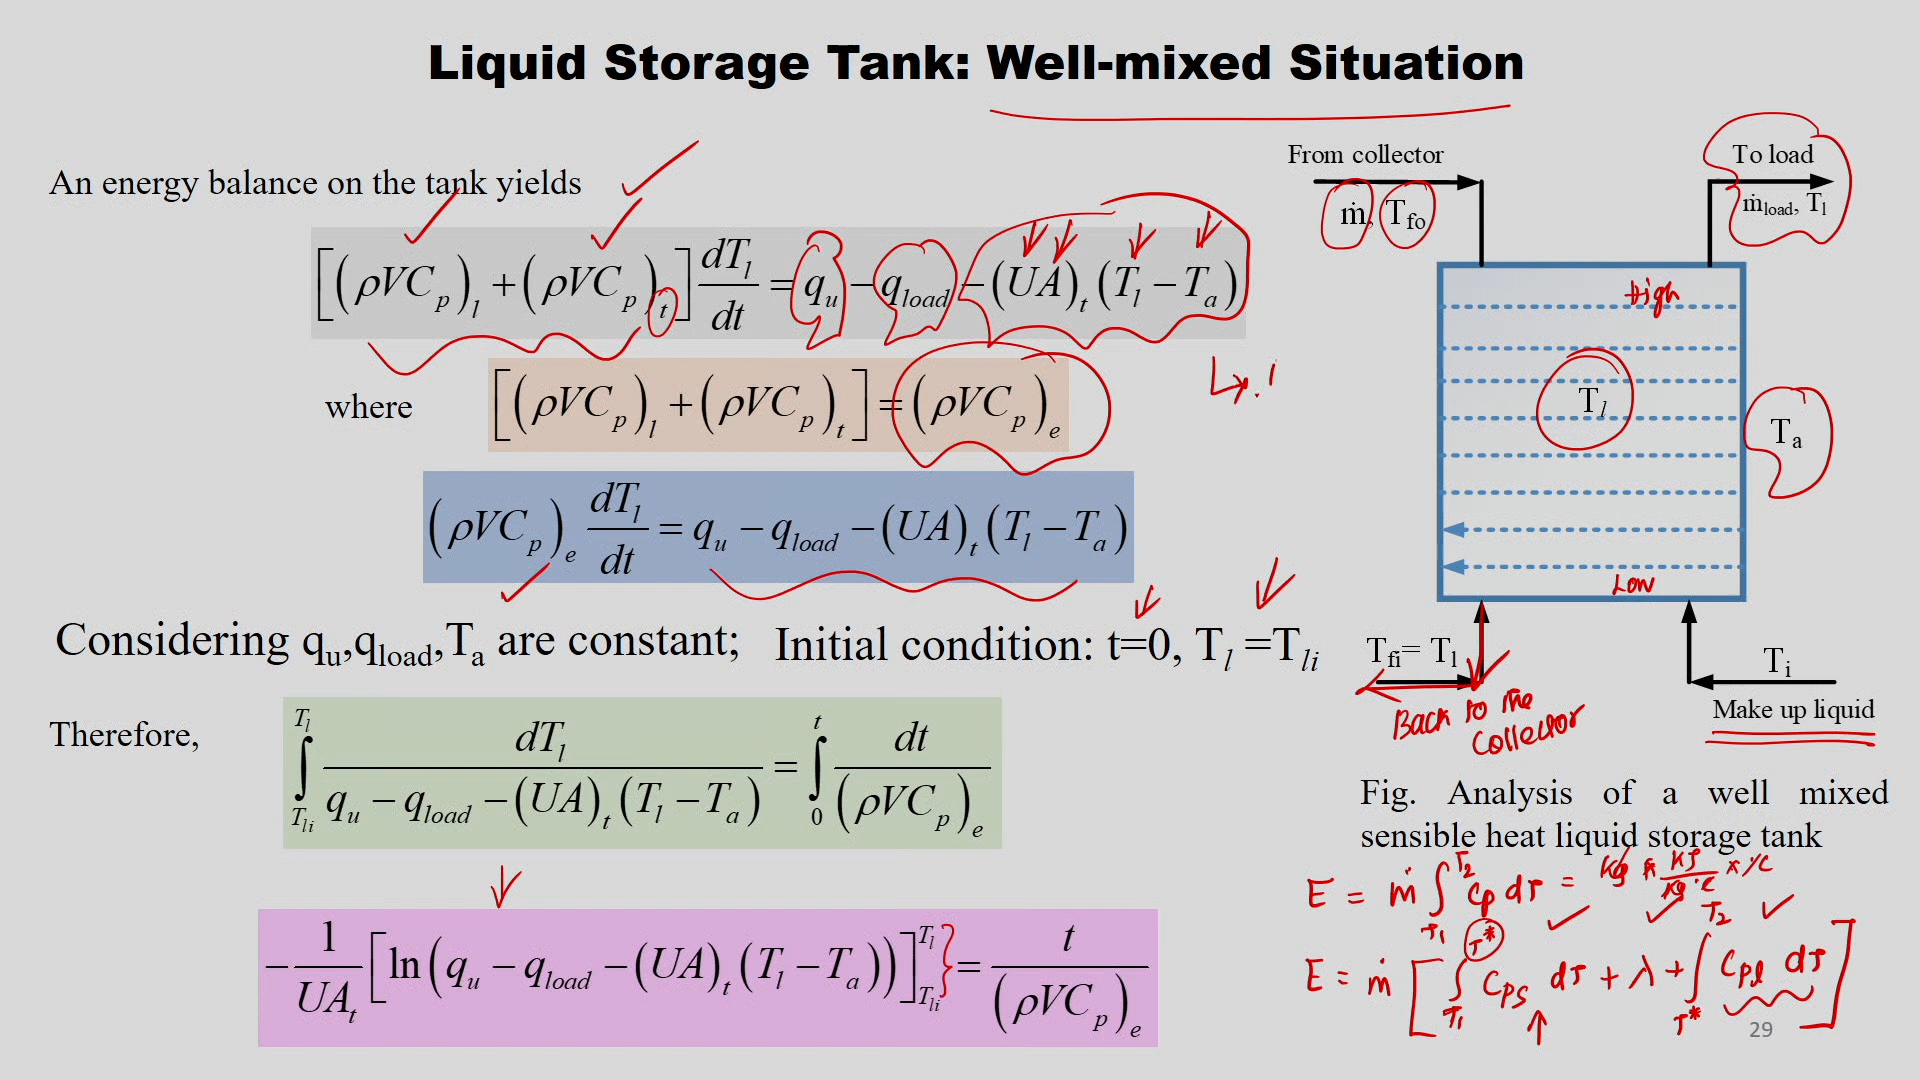 Liquid Storage Tank: Well-mixed Situation
An energy balance on the tank yields
[(ρVC_p)_l + (ρVC_p)_t] dT_l/dt = q_u − q_load − (UA)_t (T_l − T_a)
where [(ρVC_p)_l + (ρVC_p)_t] = (ρVC_p)_e
(ρVC_p)_e dT_l/dt = q_u − q_load − (UA)_t (T_l − T_a)
Considering q_u,q_load,T_a are constant; Initial condition: t=0, T_l =T_li
Therefore, ∫_{T_li}^{T_l} dT_l / (q_u − q_load − (UA)_t (T_l − T_a)) = ∫_0^t dt / (ρVC_p)_e
−1/UA_t [ln(q_u − q_load − (UA)_t (T_l − T_a))]_{T_li}^{T_l} = t / (ρVC_p)_e
From collector
ṁ, T_fo
To load
ṁ_load, T_l
High
T_l
T_a
Low
T_fi= T_l
Back to the
Collector
T_i
Make up liquid
Fig. Analysis of a well mixed
sensible heat liquid storage tank
E = ṁ ∫_{T_1}^{T_2} Cp dT = Kg × KJ/Kg °C × °C
E = ṁ [∫_{T_1}^{T*} C_ps dT + λ + ∫_{T*}^{T_2} C_pl dT]
29